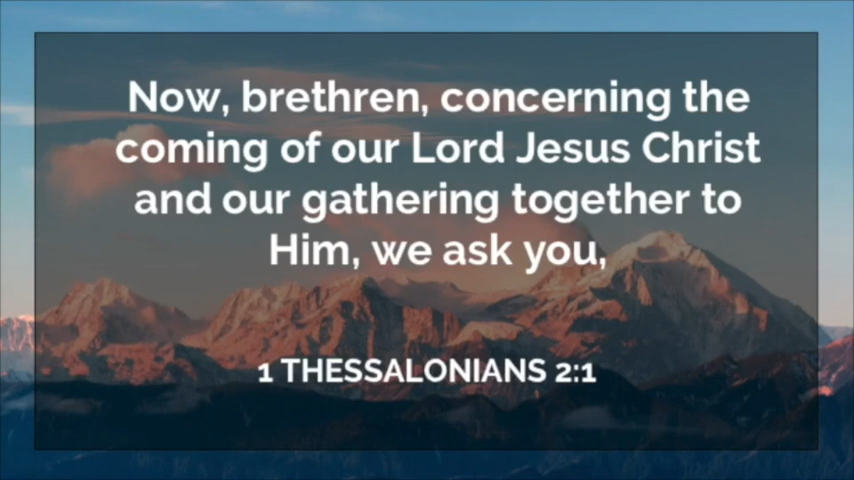 Now, brethren, concerning the
coming of our Lord Jesus Christ
and our gathering together to
Him, we ask you,
1 THESSALONIANS 2:1